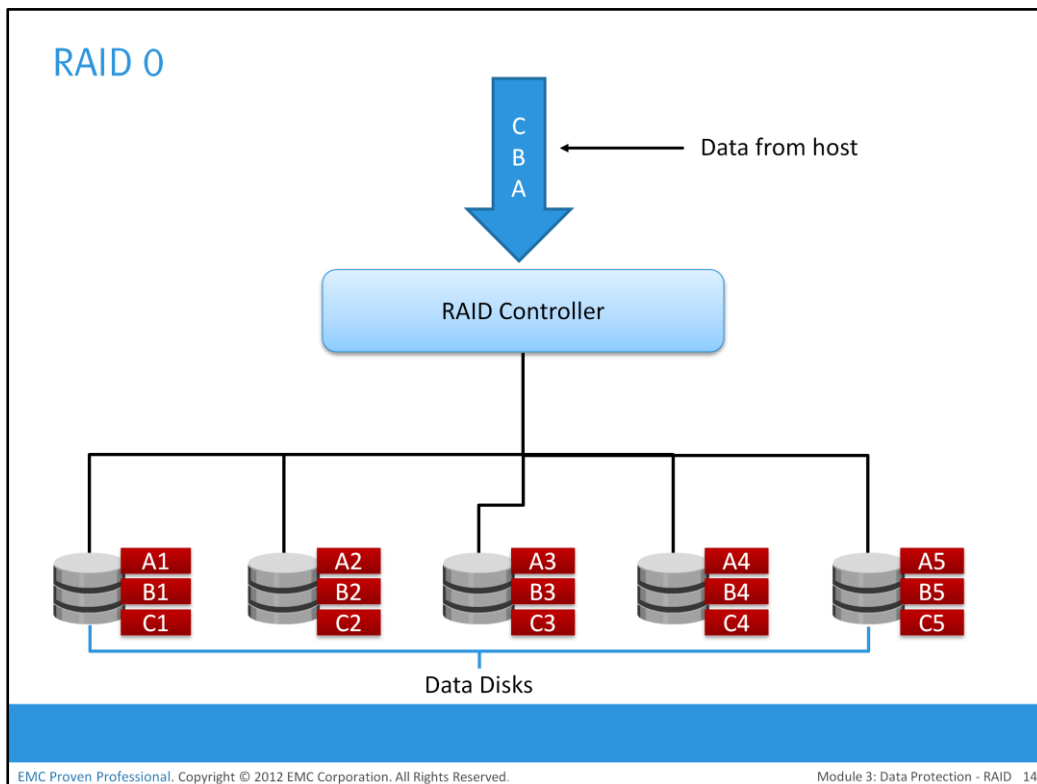 RAID 0
C
B
A
Data from host
RAID Controller
A1 A2 A3 A4 A5
B1 B2 B3 B4 B5
C1 C2 C3 C4 C5
Data Disks
EMC Proven Professional. Copyright © 2012 EMC Corporation. All Rights Reserved.
Module 3: Data Protection - RAID 14